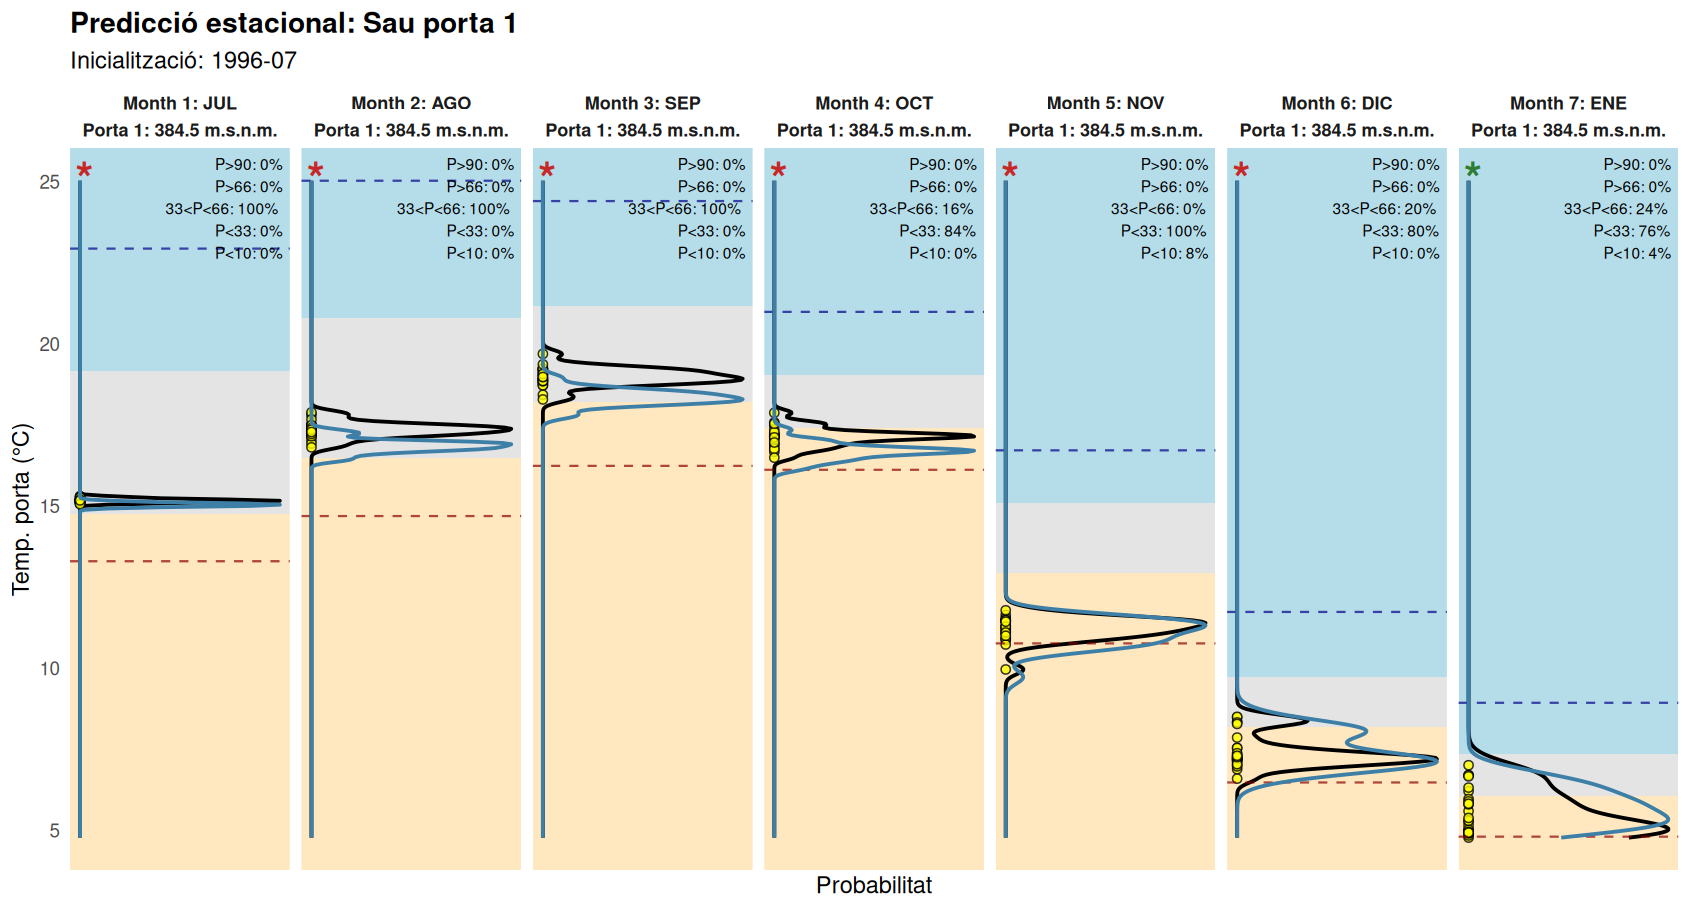 Predicció estacional: Sau porta 1
Inicialització: 1996-07
Month 1: JUL
Porta 1: 384.5 m.s.n.m.
Month 2: AGO
Porta 1: 384.5 m.s.n.m.
Month 3: SEP
Porta 1: 384.5 m.s.n.m.
Month 4: OCT
Porta 1: 384.5 m.s.n.m.
Month 5: NOV
Porta 1: 384.5 m.s.n.m.
Month 6: DIC
Porta 1: 384.5 m.s.n.m.
Month 7: ENE
Porta 1: 384.5 m.s.n.m.
Temp. porta (°C)
25
20
15
10
5
*
P>90: 0%
P>66: 0%
33<P<66: 100%
P<33: 0%
P<10: 0%
*
P>90: 0%
P>66: 0%
33<P<66: 100%
P<33: 0%
P<10: 0%
*
P>90: 0%
P>66: 0%
33<P<66: 100%
P<33: 0%
P<10: 0%
*
P>90: 0%
P>66: 0%
33<P<66: 16%
P<33: 84%
P<10: 0%
*
P>90: 0%
P>66: 0%
33<P<66: 0%
P<33: 100%
P<10: 8%
*
P>90: 0%
P>66: 0%
33<P<66: 20%
P<33: 80%
P<10: 0%
*
P>90: 0%
P>66: 0%
33<P<66: 24%
P<33: 76%
P<10: 4%
Probabilitat